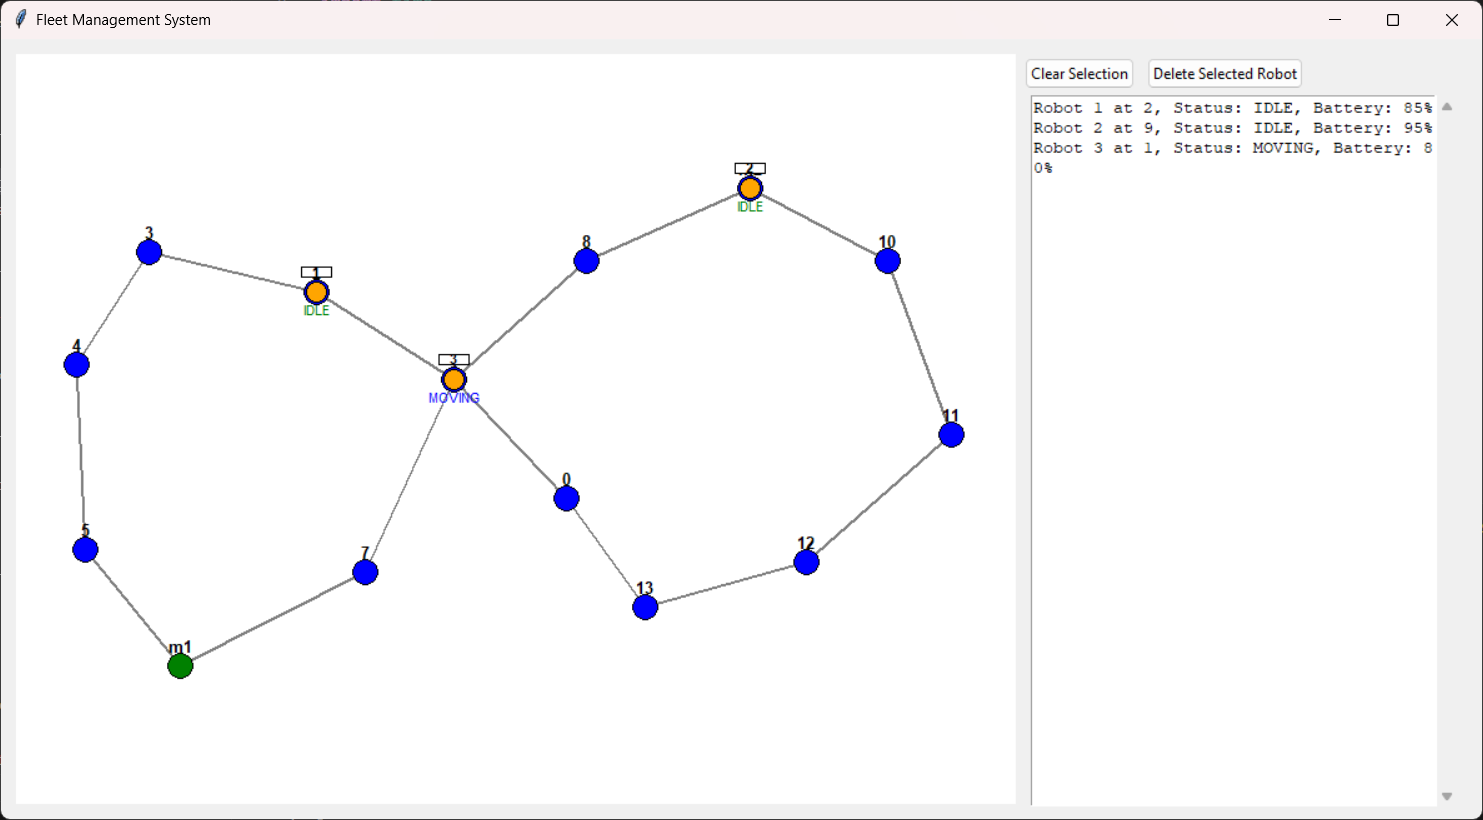 Fleet Management System
Clear Selection
Delete Selected Robot
Robot 1 at 2, Status: IDLE, Battery: 85%
Robot 2 at 9, Status: IDLE, Battery: 95%
Robot 3 at 1, Status: MOVING, Battery: 8
0%
2
IDLE
3
8
10
1
IDLE
4
3
MOVING
11
0
5
7
12
13
m1